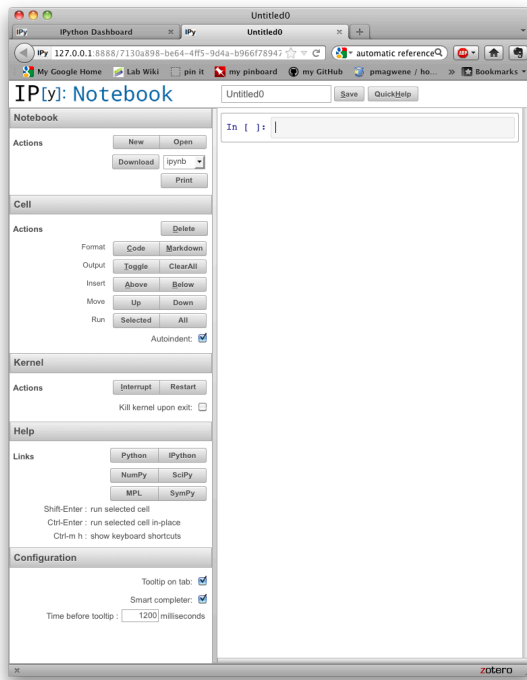 Untitled0
IPy IPython Dashboard
IPy Untitled0
IPy 127.0.0.1:8888/7130a898-be64-4ff5-9d4a-b966f78947
automatic reference
ABP
My Google Home Lab Wiki pin it my pinboard my GitHub pmagwene / ho... » Bookmarks
IP[y]: Notebook
Untitled0 Save QuickHelp
Notebook
Actions New Open
Download ipynb
Print
Cell
Actions Delete
Format Code Markdown
Output Toggle ClearAll
Insert Above Below
Move Up Down
Run Selected All
Autoindent:
Kernel
Actions Interrupt Restart
Kill kernel upon exit:
Help
Links Python IPython
NumPy SciPy
MPL SymPy
Shift-Enter : run selected cell
Ctrl-Enter : run selected cell in-place
Ctrl-m h : show keyboard shortcuts
Configuration
Tooltip on tab:
Smart completer:
Time before tooltip : 1200 milliseconds
In [ ]:
zotero